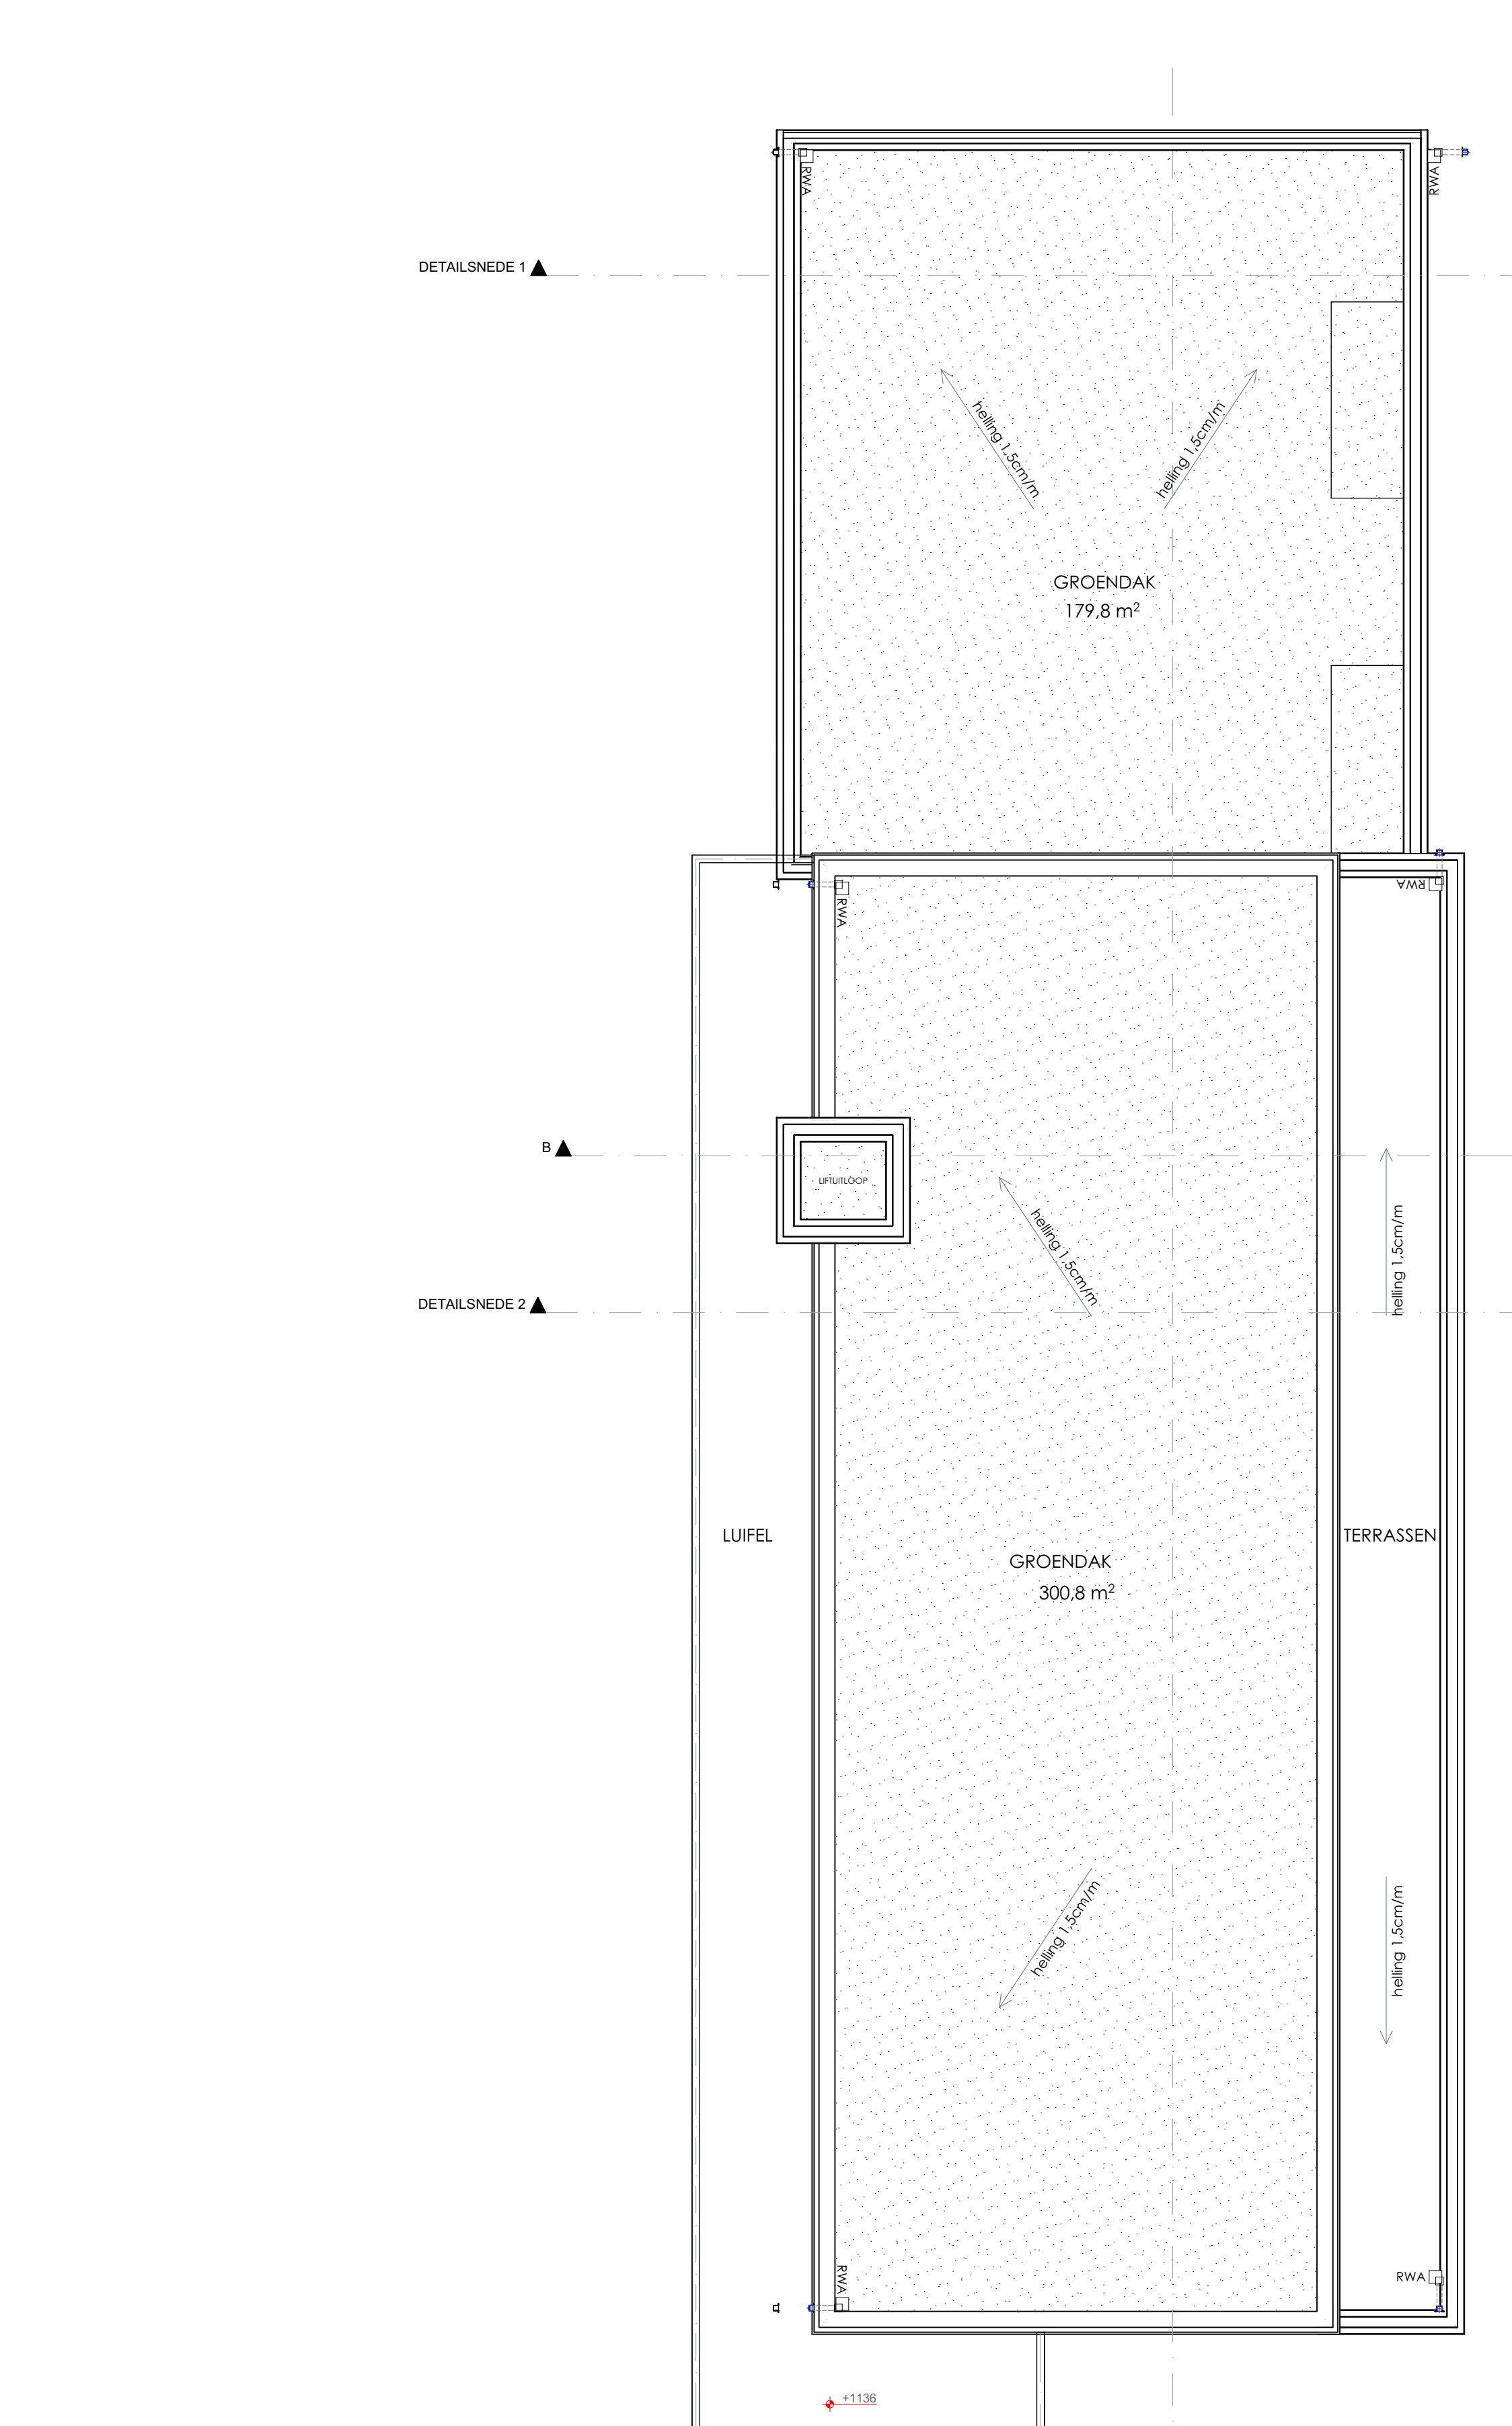 RWA
RWA
DETAILSNEDE 1
helling 1,5cm/m
helling 1,5cm/m
GROENDAK
179,8 m²
RWA
RWA
B
LIFTUITLOOP
helling 1,5cm/m
helling 1,5cm/m
DETAILSNEDE 2
LUIFEL
TERRASSEN
GROENDAK
300,8 m²
helling 1,5cm/m
helling 1,5cm/m
RWA
RWA
+1136